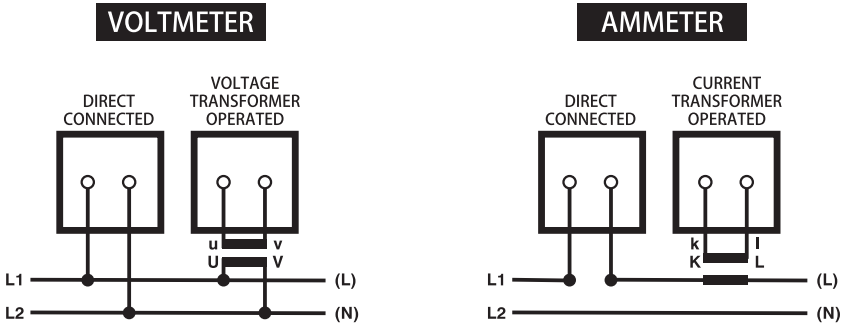 VOLTMETER
DIRECT
CONNECTED
VOLTAGE
TRANSFORMER
OPERATED
u v
U V
L1 (L)
L2 (N)
AMMETER
DIRECT
CONNECTED
CURRENT
TRANSFORMER
OPERATED
k l
K L
L1 (L)
L2 (N)